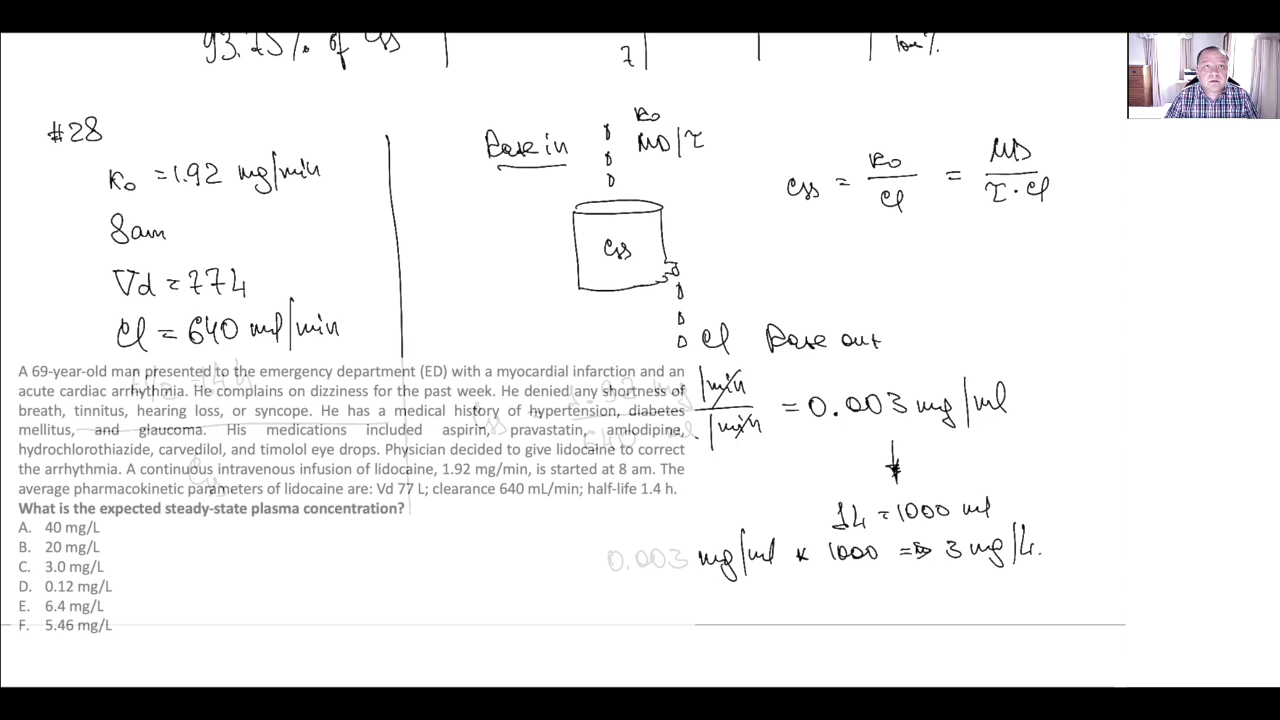 93.75% of Css
7
100%
#28
K₀ = 1.92 mg/min
8am
Vd = 77L
Cl = 640 ml/min
Dose in
K₀
MD/τ
Css
Cl Dose out
Css = K₀/Cl = MD/τ·Cl
1.92 mg
640 ml
/min
/min
= 0.003 mg/ml
1L = 1000 ml
0.003 mg/ml × 1000 => 3 mg/L.
A 69-year-old man presented to the emergency department (ED) with a myocardial infarction and an
acute cardiac arrhythmia. He complains on dizziness for the past week. He denied any shortness of
breath, tinnitus, hearing loss, or syncope. He has a medical history of hypertension, diabetes
mellitus, and glaucoma. His medications included aspirin, pravastatin, amlodipine,
hydrochlorothiazide, carvedilol, and timolol eye drops. Physician decided to give lidocaine to correct
the arrhythmia. A continuous intravenous infusion of lidocaine, 1.92 mg/min, is started at 8 am. The
average pharmacokinetic parameters of lidocaine are: Vd 77 L; clearance 640 mL/min; half-life 1.4 h.
What is the expected steady-state plasma concentration?
A. 40 mg/L
B. 20 mg/L
C. 3.0 mg/L
D. 0.12 mg/L
E. 6.4 mg/L
F. 5.46 mg/L